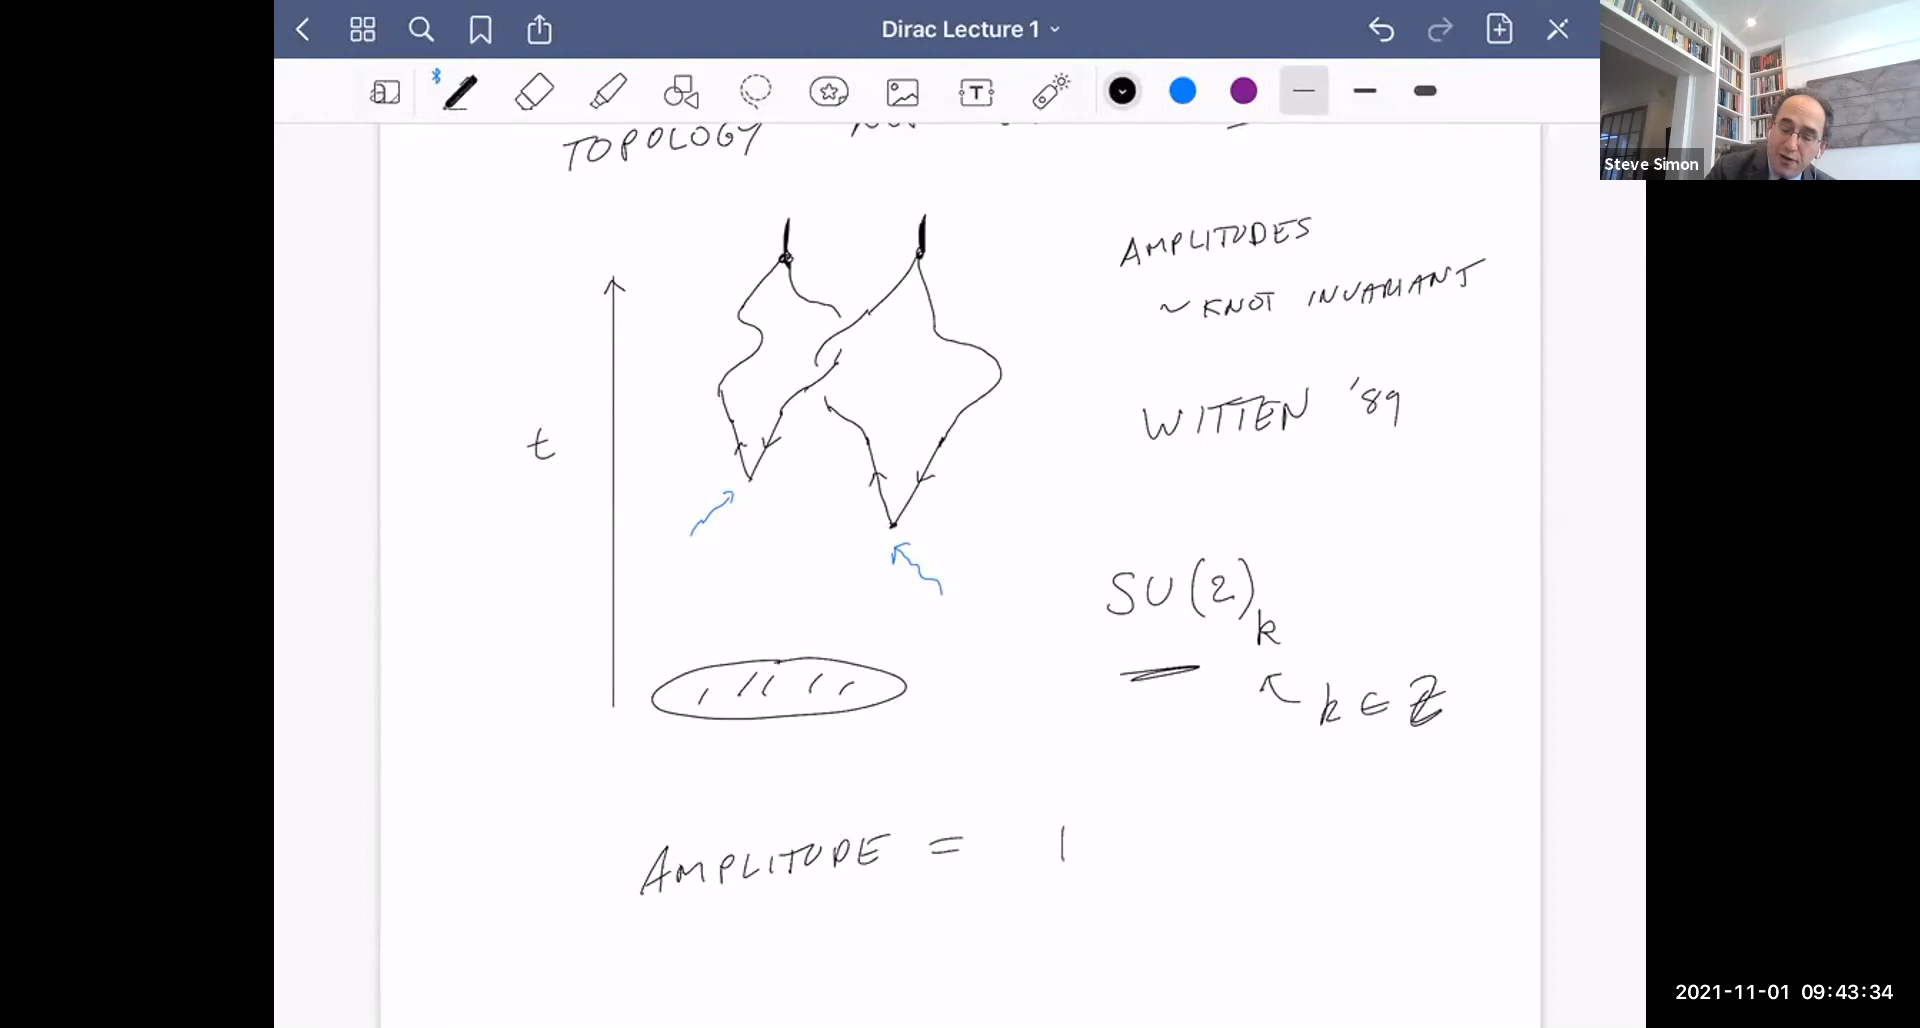 Dirac Lecture 1
Steve Simon
TOPOLOGY
AMPLITUDES
~ KNOT INVARIANT
WITTEN '89
t
SU(2)k
k ∈ ℤ
AMPLITUDE =
2021-11-01 09:43:34